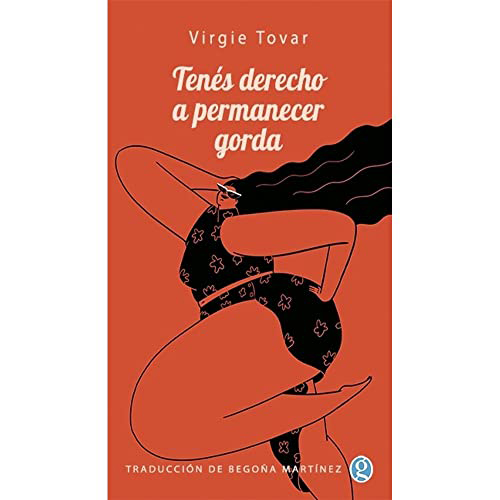 Virgie Tovar
Tenés derecho
a permanecer
gorda
TRADUCCIÓN DE BEGOÑA MARTÍNEZ
g